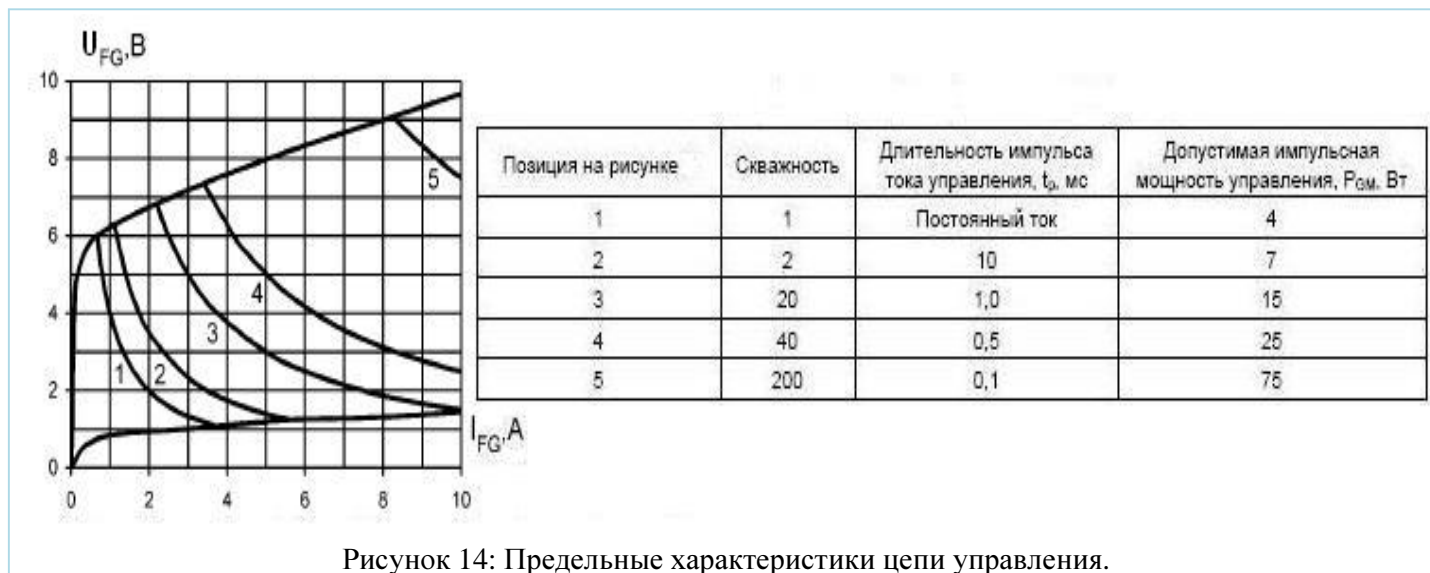 U_FG,В
10
8
6
4
2
0
0 2 4 6 8 10
I_FG,А
1
2
3
4
5
Позиция на рисунке Скважность Длительность импульса тока управления, t_p, мс Допустимая импульсная мощность управления, P_GM, Вт
1 1 Постоянный ток 4
2 2 10 7
3 20 1,0 15
4 40 0,5 25
5 200 0,1 75
Рисунок 14: Предельные характеристики цепи управления.